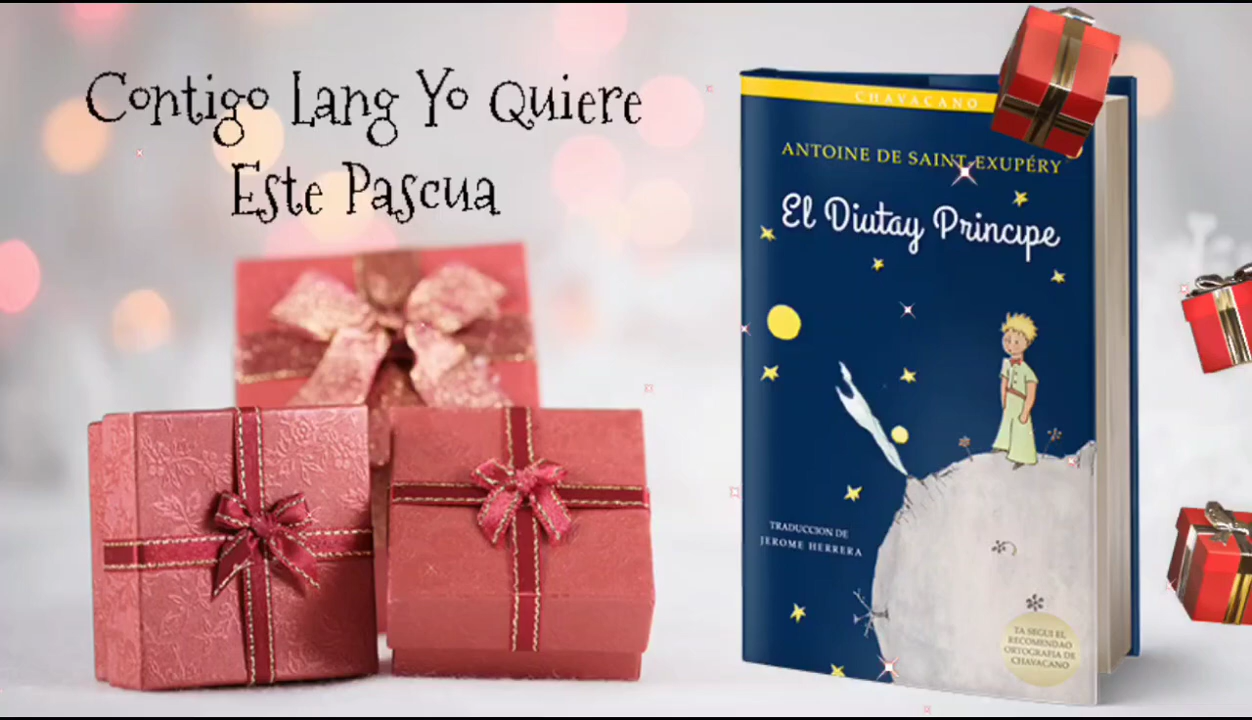 Contigo Lang Yo Quiere
Este Pascua
CHAVACANO
ANTOINE DE SAINT-EXUPÉRY
El Diutay Principe
TRADUCCION DE
JEROME HERRERA
TA SEGUI EL
RECOMENDAO
ORTOGRAFIA DE
CHAVACANO